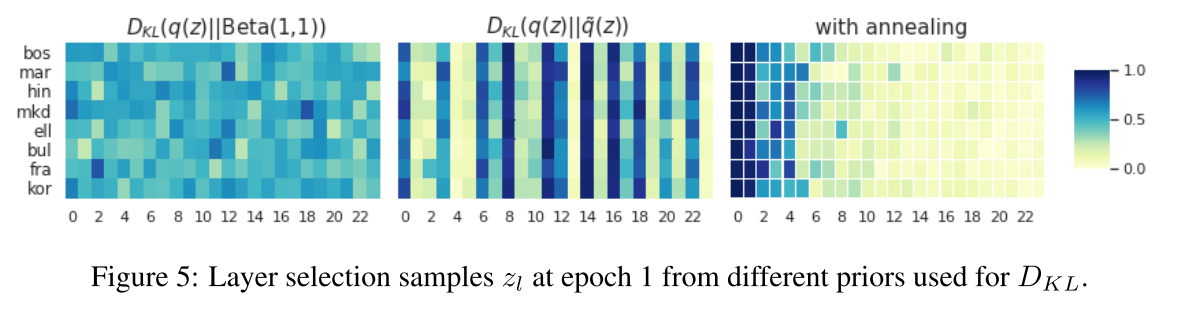 D_KL(q(z)||Beta(1,1))
D_KL(q(z)||q̃(z))
with annealing
bos
mar
hin
mkd
ell
bul
fra
kor
0 2 4 6 8 10 12 14 16 18 20 22
0 2 4 6 8 10 12 14 16 18 20 22
0 2 4 6 8 10 12 14 16 18 20 22
1.0
0.5
0.0
Figure 5: Layer selection samples z_l at epoch 1 from different priors used for D_KL.